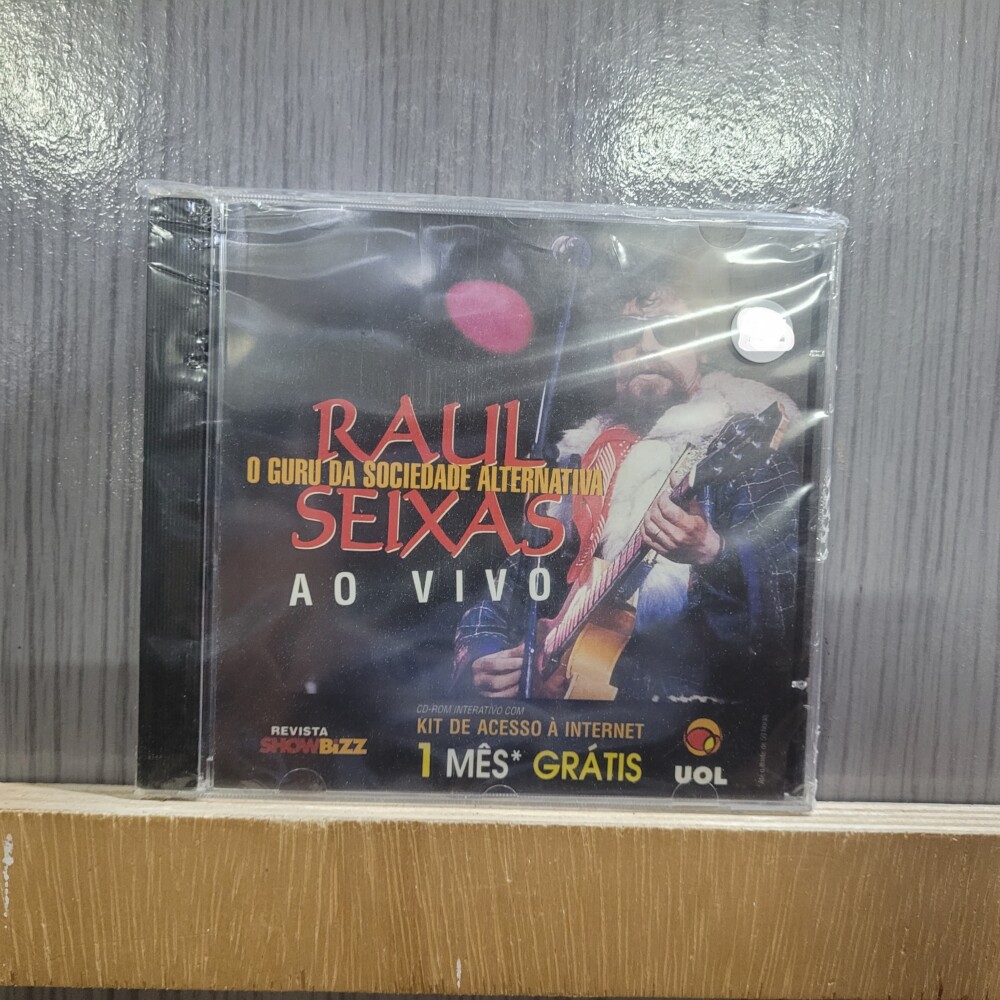 RAUL
O GURU DA SOCIEDADE ALTERNATIVA
SEIXAS
AO VIVO
CD-ROM INTERATIVO COM
KIT DE ACESSO À INTERNET
1 MÊS* GRÁTIS
REVISTA
SHOWBiZZ
UOL